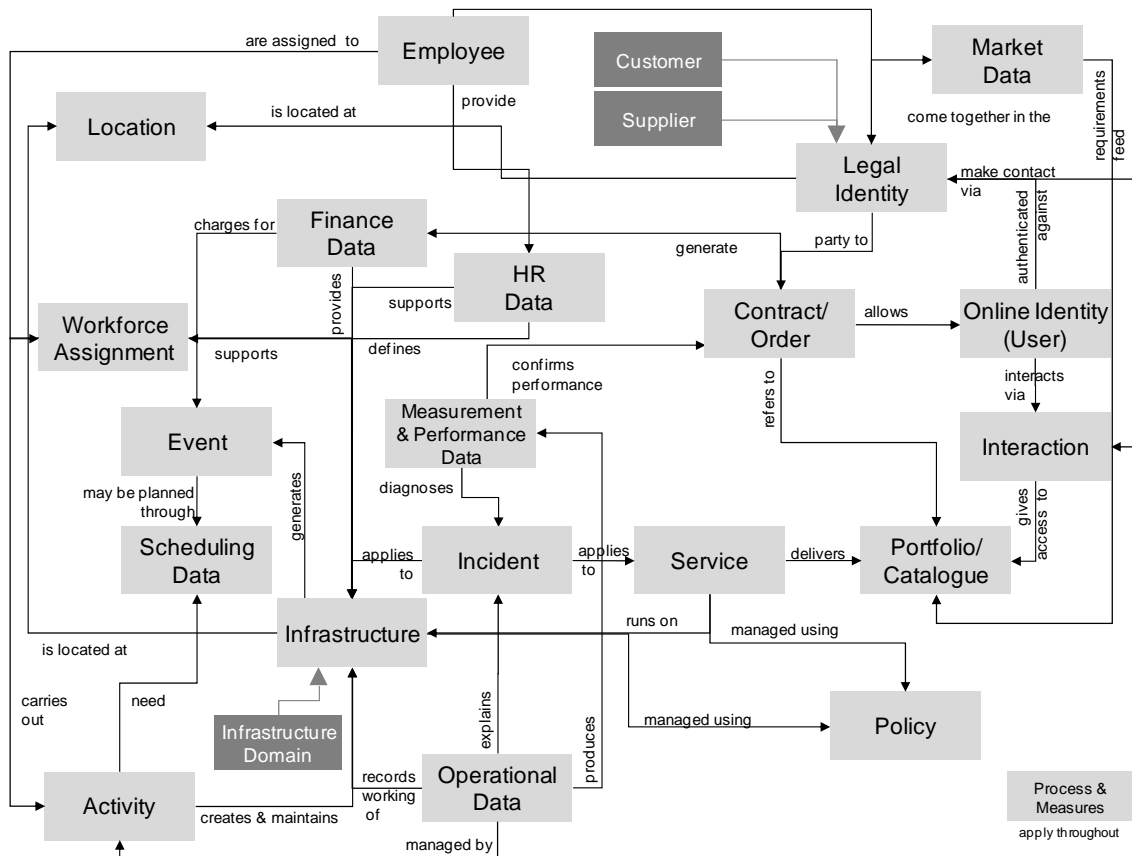 are assigned to
Employee
provide
Customer
Supplier
Market
Data
come together in the
requirements
feed
Location
is located at
Legal
Identity
make contact
via
charges for
Finance
Data
generate
party to
authenticated
against
provides
supports
HR
Data
Workforce
Assignment
supports
defines
Contract/
Order
allows
Online Identity
(User)
confirms
performance
refers to
interacts
via
Event
Measurement
& Performance
Data
Interaction
may be planned
through
generates
diagnoses
gives
access to
Scheduling
Data
applies
to
Incident
applies
to
Service
delivers
Portfolio/
Catalogue
Infrastructure
runs on
managed using
is located at
carries
out
need
Infrastructure
Domain
explains
produces
managed using
Policy
Activity
creates & maintains
records
working
of
Operational
Data
managed by
Process &
Measures
apply throughout